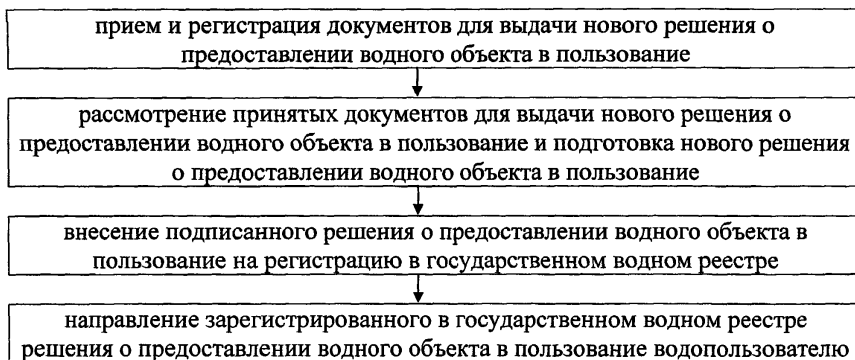 прием и регистрация документов для выдачи нового решения о
предоставлении водного объекта в пользование
рассмотрение принятых документов для выдачи нового решения о
предоставлении водного объекта в пользование и подготовка нового решения
о предоставлении водного объекта в пользование
внесение подписанного решения о предоставлении водного объекта в
пользование на регистрацию в государственном водном реестре
направление зарегистрированного в государственном водном реестре
решения о предоставлении водного объекта в пользование водопользователю